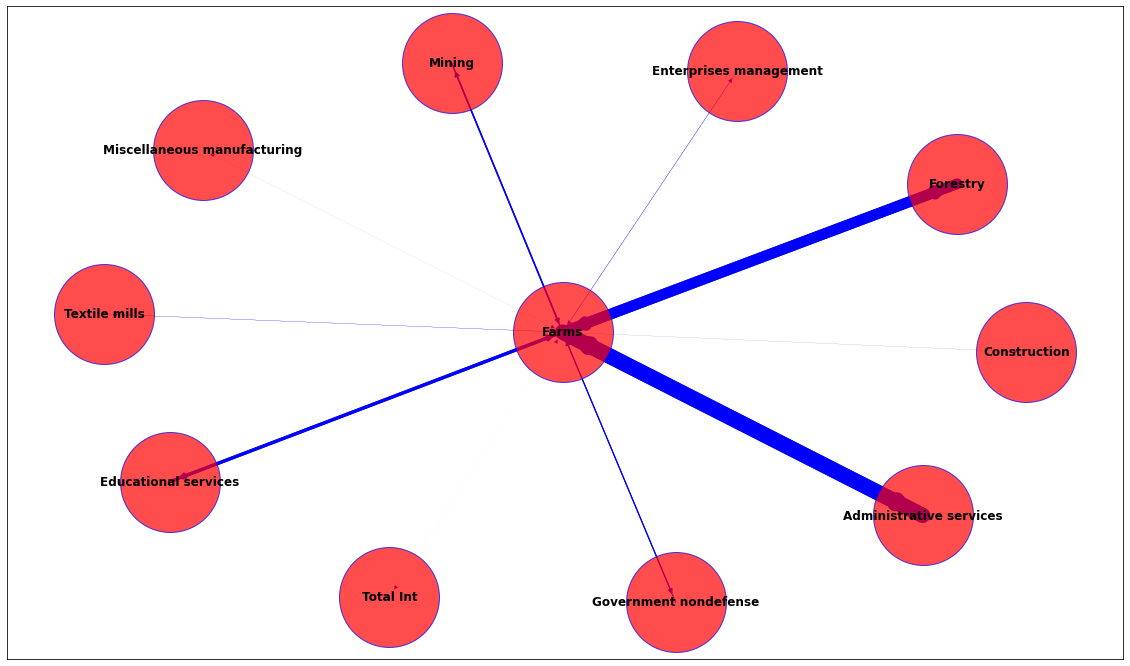 Mining
Enterprises management
Miscellaneous manufacturing
Forestry
Textile mills
Farms
Construction
Educational services
Administrative services
Total Int
Government nondefense